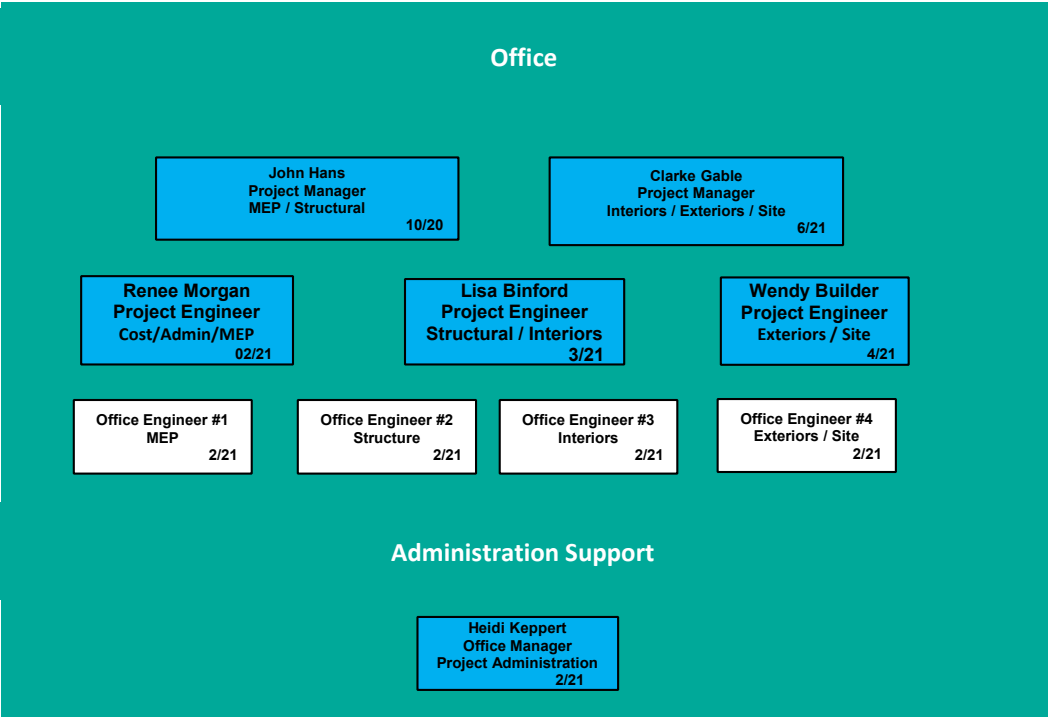 Office
John Hans
Project Manager
MEP / Structural
10/20
Clarke Gable
Project Manager
Interiors / Exteriors / Site
6/21
Renee Morgan
Project Engineer
Cost/Admin/MEP
02/21
Lisa Binford
Project Engineer
Structural / Interiors
3/21
Wendy Builder
Project Engineer
Exteriors / Site
4/21
Office Engineer #1
MEP
2/21
Office Engineer #2
Structure
2/21
Office Engineer #3
Interiors
2/21
Office Engineer #4
Exteriors / Site
2/21
Administration Support
Heidi Keppert
Office Manager
Project Administration
2/21